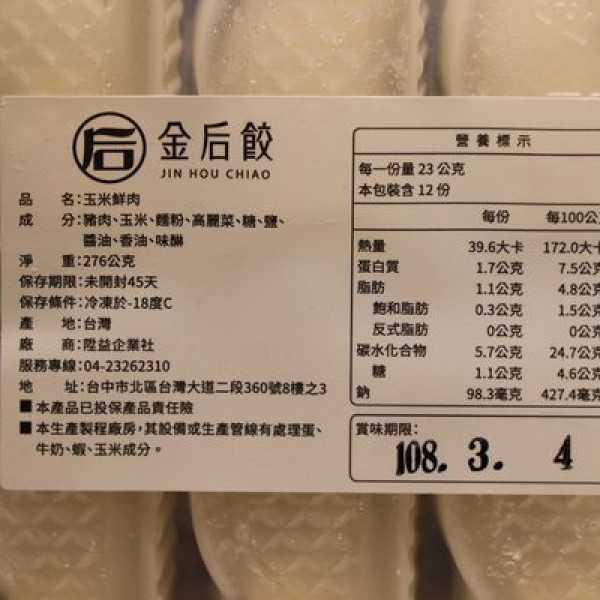 后 金后餃
JIN HOU CHIAO
品 名:玉米鮮肉
成 分:豬肉、玉米、麵粉、高麗菜、糖、鹽、
醬油、香油、味醂
淨 重:276公克
保存期限:未開封45天
保存條件:冷凍於-18度C
產 地:台灣
廠 商:陞益企業社
服務專線:04-23262310
地 址:台中市北區台灣大道二段360號8樓之3
■本產品已投保產品責任險
■本生產製程廠房,其設備或生產管線有處理蛋、
牛奶、蝦、玉米成分。
營養標示
每一份量 23 公克
本包裝含 12 份
每份 每100公
熱量 39.6大卡 172.0大卡
蛋白質 1.7公克 7.5公克
脂肪 1.1公克 4.8公克
飽和脂肪 0.3公克 1.5公克
反式脂肪 0公克 0公克
碳水化合物 5.7公克 24.7公克
糖 1.1公克 4.6公克
鈉 98.3毫克 427.4毫克
賞味期限:
108. 3. 4